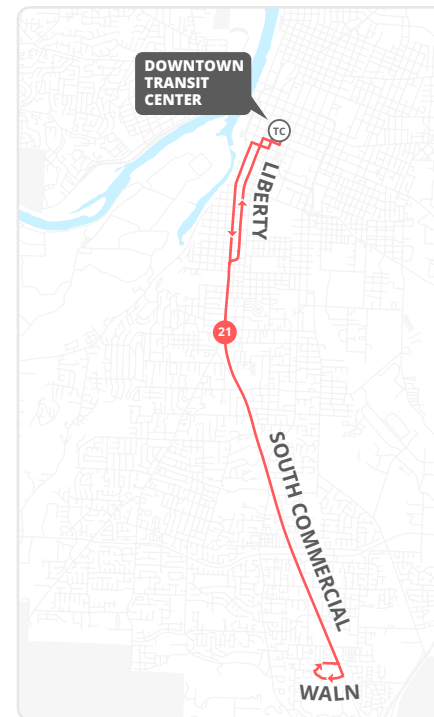 DOWNTOWN
TRANSIT
CENTER
TC
LIBERTY
21
SOUTH COMMERCIAL
WALN